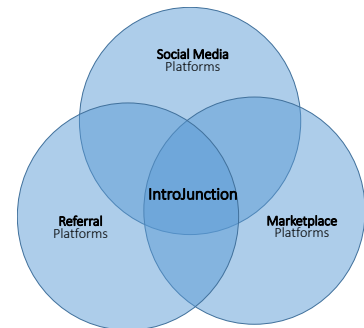 Social Media
Platforms
IntroJunction
Referral
Platforms
Marketplace
Platforms